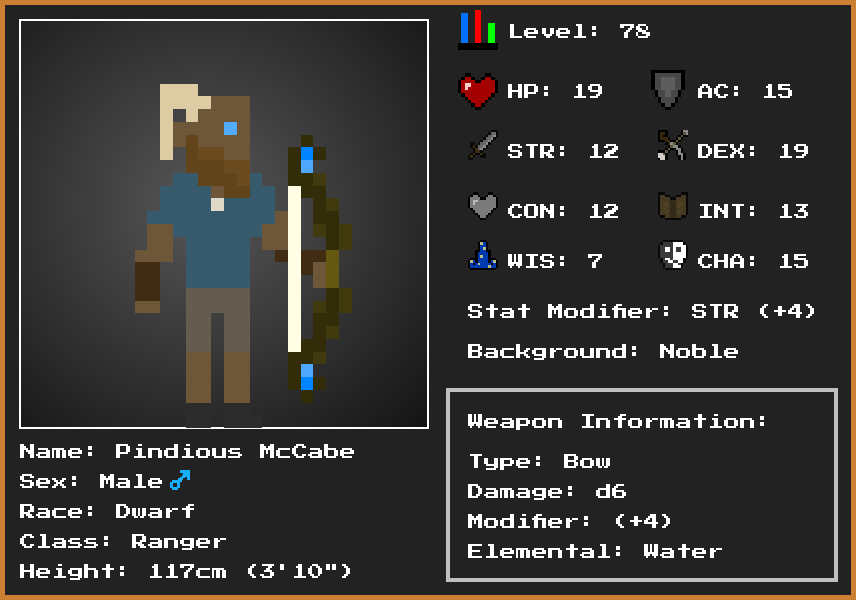 Level: 78
HP: 19 AC: 15
STR: 12 DEX: 19
CON: 12 INT: 13
WIS: 7 CHA: 15
Stat Modifier: STR (+4)
Background: Noble
Weapon Information:
Type: Bow
Damage: d6
Modifier: (+4)
Elemental: Water
Name: Pindious McCabe
Sex: Male ♂
Race: Dwarf
Class: Ranger
Height: 117cm (3'10")